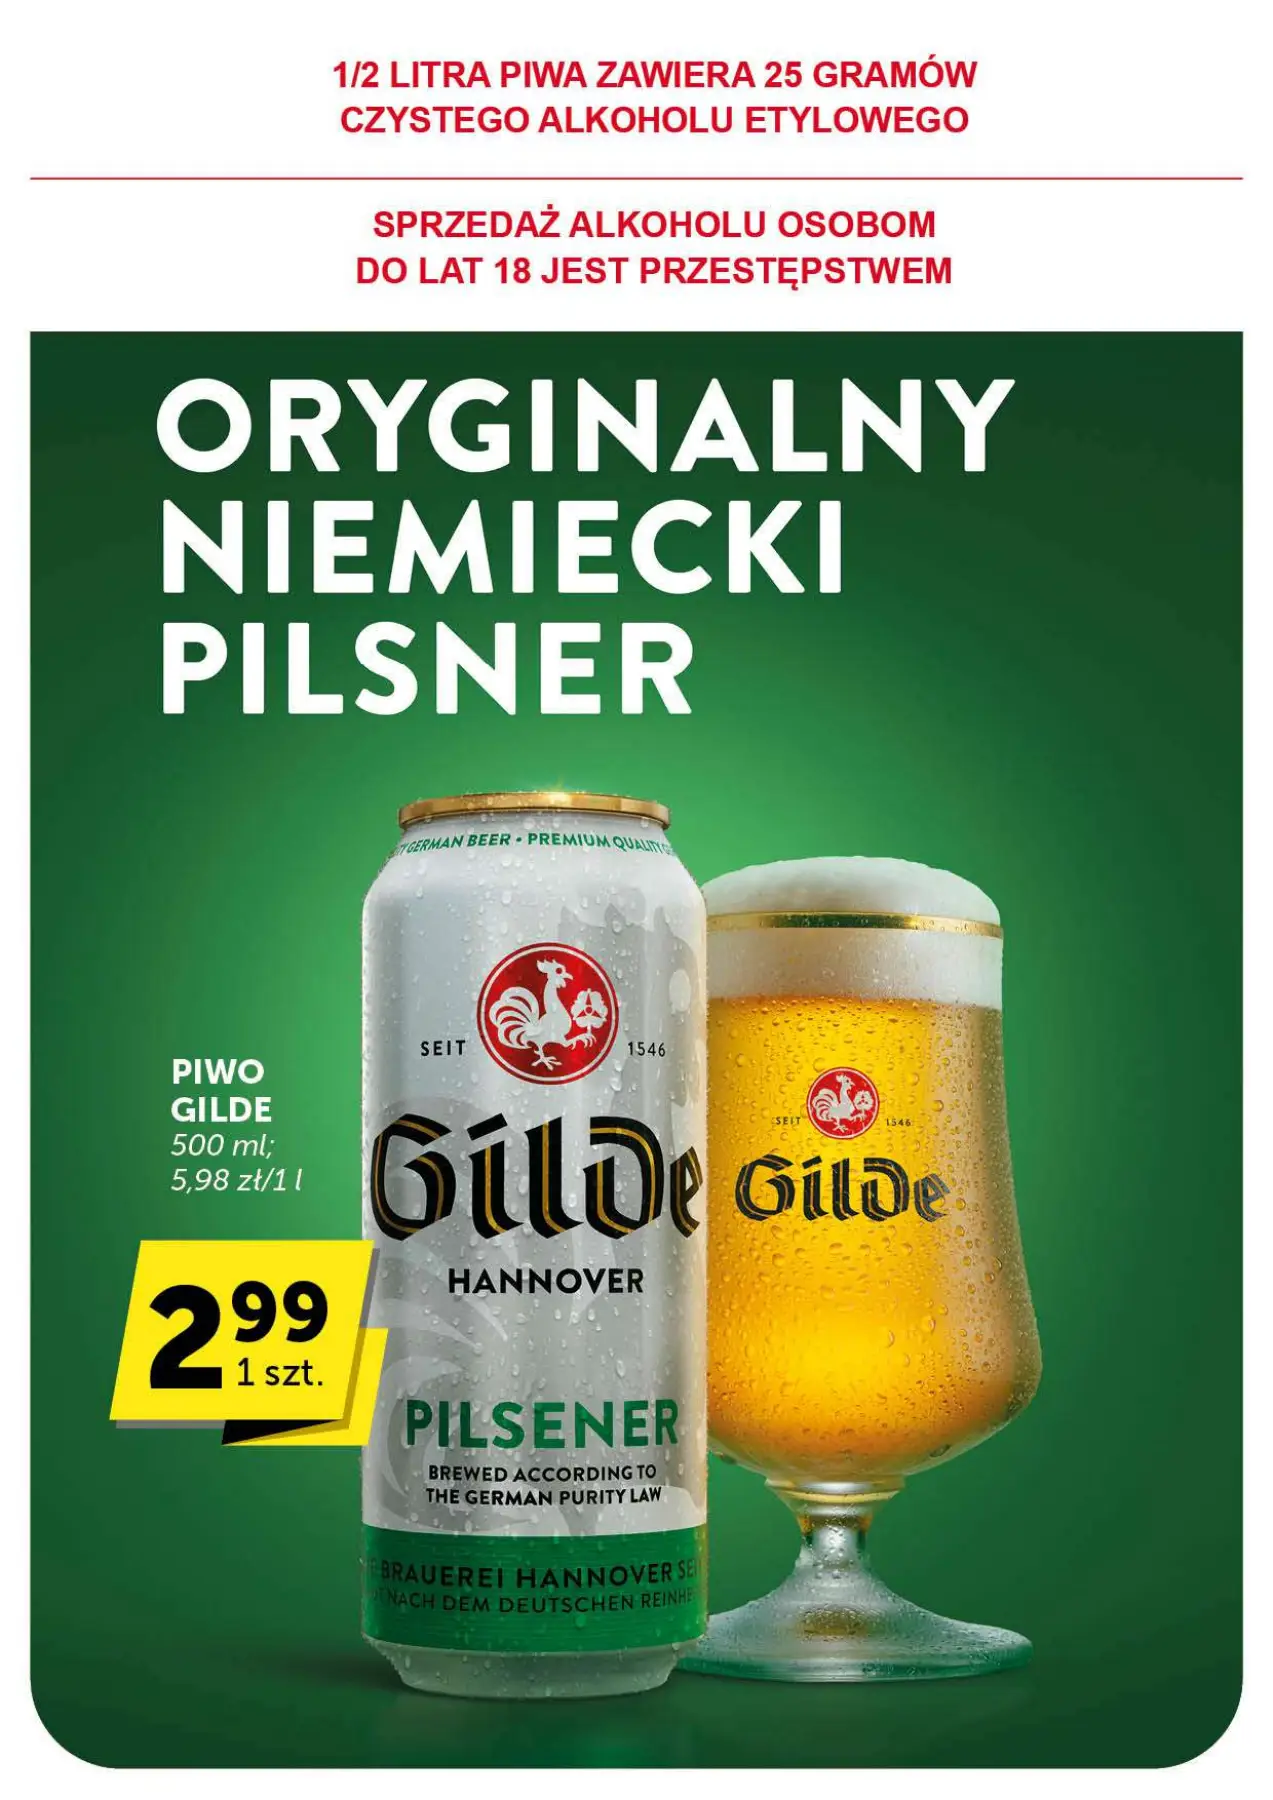 1/2 LITRA PIWA ZAWIERA 25 GRAMÓW
CZYSTEGO ALKOHOLU ETYLOWEGO
SPRZEDAŻ ALKOHOLU OSOBOM
DO LAT 18 JEST PRZESTĘPSTWEM
ORYGINALNY
NIEMIECKI
PILSNER
GERMAN BEER • PREMIUM QUALITY
SEIT 1546
Gilde
HANNOVER
PILSENER
BREWED ACCORDING TO
THE GERMAN PURITY LAW
BRAUEREI HANNOVER
NACH DEM DEUTSCHEN
SEIT 1546
Gilde
PIWO
GILDE
500 ml;
5,98 zł/1 l
2 99
1 szt.